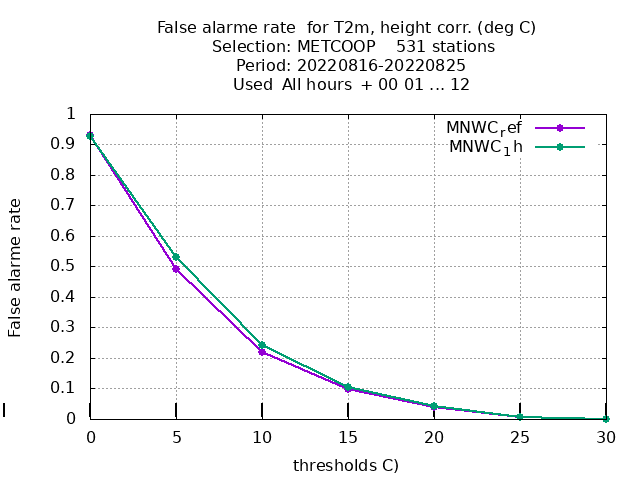 False alarme rate  for T2m, height corr. (deg C)
Selection: METCOOP    531 stations
Period: 20220816-20220825
Used  All hours  + 00 01 ... 12
MNWC_ref
MNWC_1h
False alarme rate
1
0.9
0.8
0.7
0.6
0.5
0.4
0.3
0.2
0.1
0
0 5 10 15 20 25 30
thresholds C)